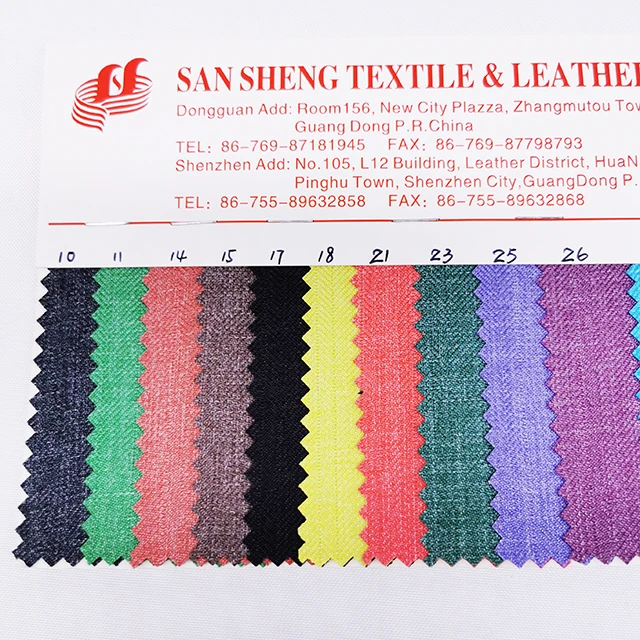 SAN SHENG TEXTILE & LEATHER
Dongguan Add: Room156, New City Plazza, Zhangmutou Tow
Guang Dong P.R.China
TEL: 86-769-87181945 FAX: 86-769-87798793
Shenzhen Add: No.105, L12 Building, Leather District, HuaN
Pinghu Town, Shenzhen City,GuangDong P.
TEL: 86-755-89632858 FAX: 86-755-89632868
10 11 14 15 17 18 21 23 25 26